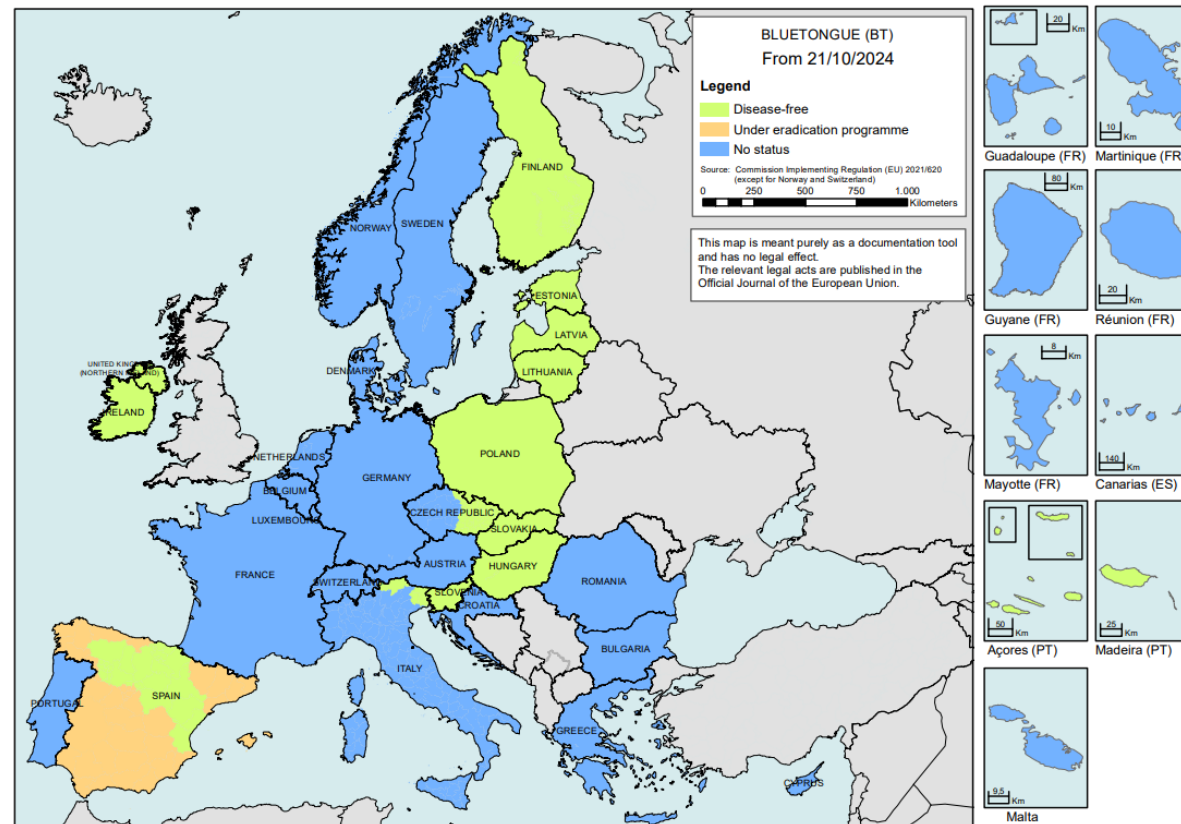 BLUETONGUE (BT)
From 21/10/2024
Legend
Disease-free
Under eradication programme
No status
Source: Commission Implementing Regulation (EU) 2021/620
(except for Norway and Switzerland)
0 250 500 750 1.000
Kilometers
This map is meant purely as a documentation tool
and has no legal effect.
The relevant legal acts are published in the
Official Journal of the European Union.
FINLAND
NORWAY
SWEDEN
ESTONIA
LATVIA
LITHUANIA
DENMARK
UNITED KING
(NORTHERN
IRELAND
NETHERLANDS
BELGIUM
LUXEMBOURG
GERMANY
POLAND
CZECH REPUBLIC
SLOVAKIA
AUSTRIA
HUNGARY
FRANCE
SWITZERLAND
SLOVENIA
CROATIA
ROMANIA
BULGARIA
ITALY
PORTUGAL
SPAIN
GREECE
CYPRUS
20
Km
Guadaloupe (FR)
10
Km
Martinique (FR
80
Km
Guyane (FR)
20
Km
Réunion (FR)
8
Km
Mayotte (FR)
140
Km
Canarias (ES)
50
Km
Açores (PT)
25
Km
Madeira (PT)
9,5
Km
Malta